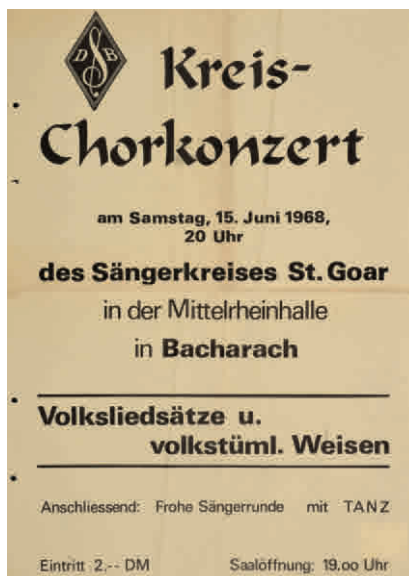 DSB
Kreis-
Chorkonzert
am Samstag, 15. Juni 1968,
20 Uhr
des Sängerkreises St. Goar
in der Mittelrheinhalle
in Bacharach
Volksliedsätze u.
volkstüml. Weisen
Anschliessend: Frohe Sängerrunde mit TANZ
Eintritt 2.-- DM Saalöffnung: 19,00 Uhr